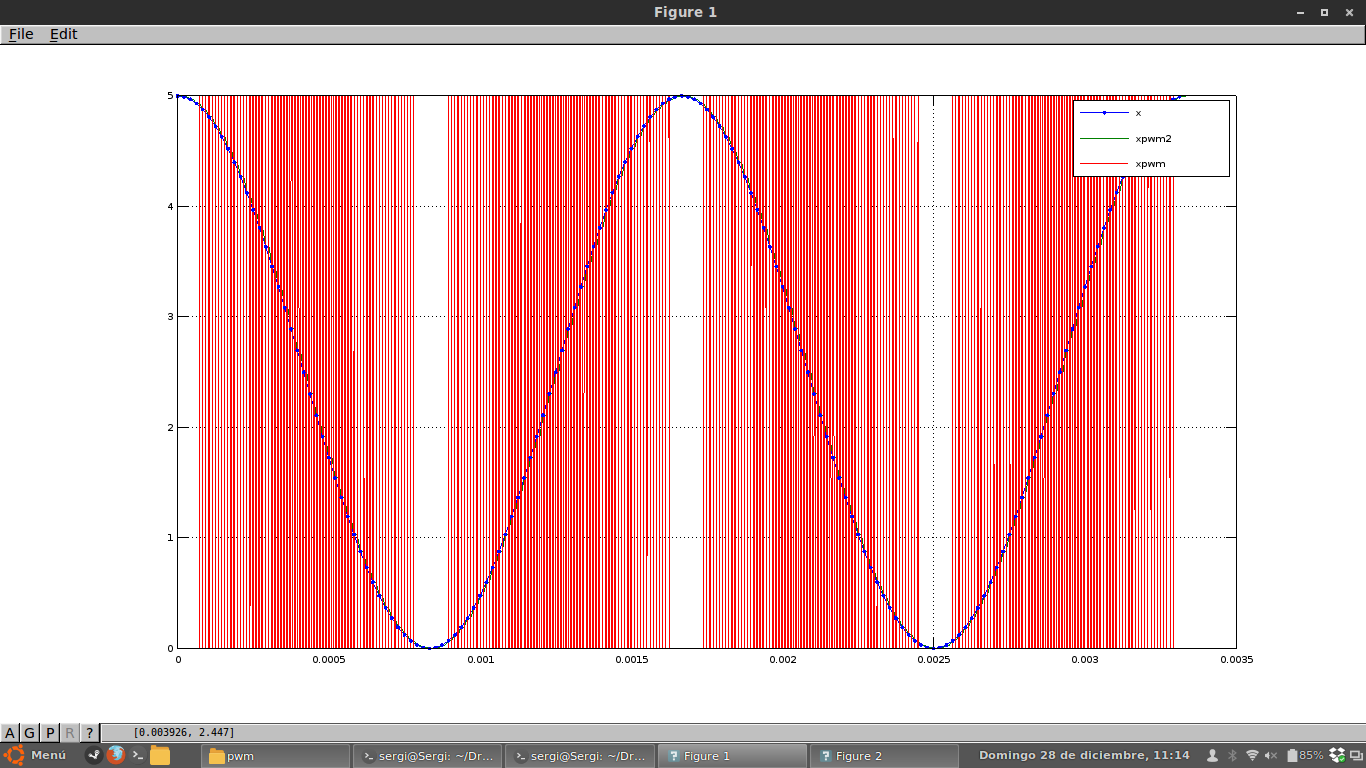 Figure 1
File Edit
5
4
3
2
1
0
x
xpwm2
xpwm
0 0.0005 0.001 0.0015 0.002 0.0025 0.003 0.0035
A G P R ? [0.003926, 2.447]
Menú pwm sergi@Sergi: ~/Dr... sergi@Sergi: ~/Dr... Figure 1 Figure 2 Domingo 28 de diciembre, 11:14 85%